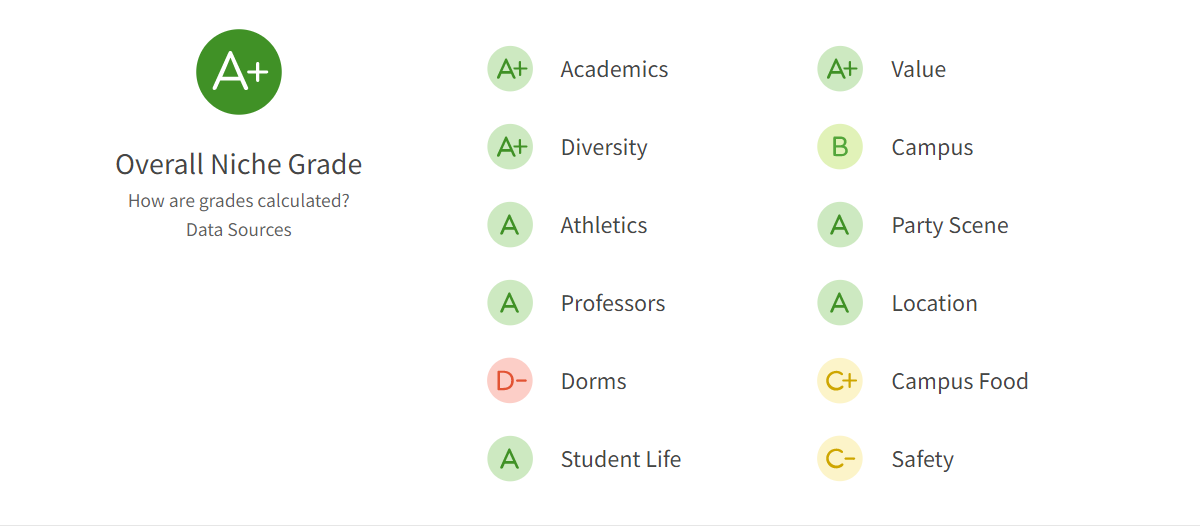 A+
Overall Niche Grade
How are grades calculated?
Data Sources
A+ Academics
A+ Diversity
A Athletics
A Professors
D- Dorms
A Student Life
A+ Value
B Campus
A Party Scene
A Location
C+ Campus Food
C- Safety